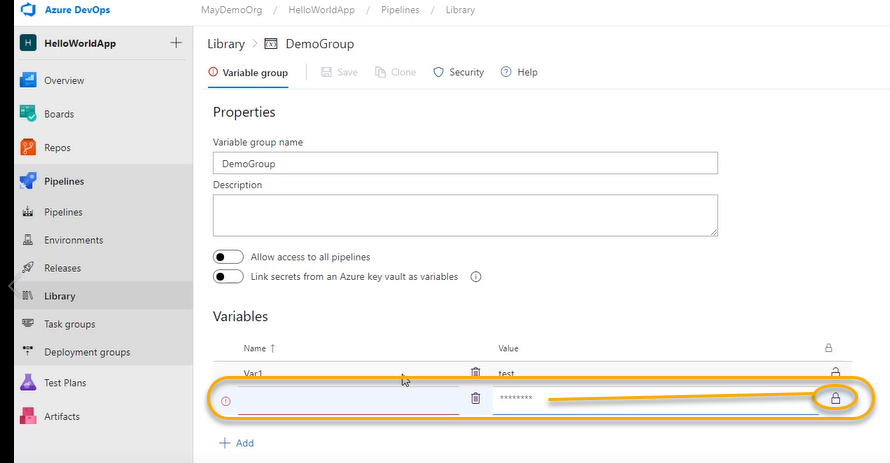 Azure DevOps
MayDemoOrg / HelloWorldApp / Pipelines / Library
H HelloWorldApp
Library > DemoGroup
Variable group Save Clone Security ? Help
Overview
Boards
Repos
Pipelines
Pipelines
Environments
Releases
Library
Task groups
Deployment groups
Test Plans
Artifacts
Properties
Variable group name
DemoGroup
Description
Allow access to all pipelines
Link secrets from an Azure key vault as variables
Variables
Name ↑ Value
Var1 test
********
+ Add